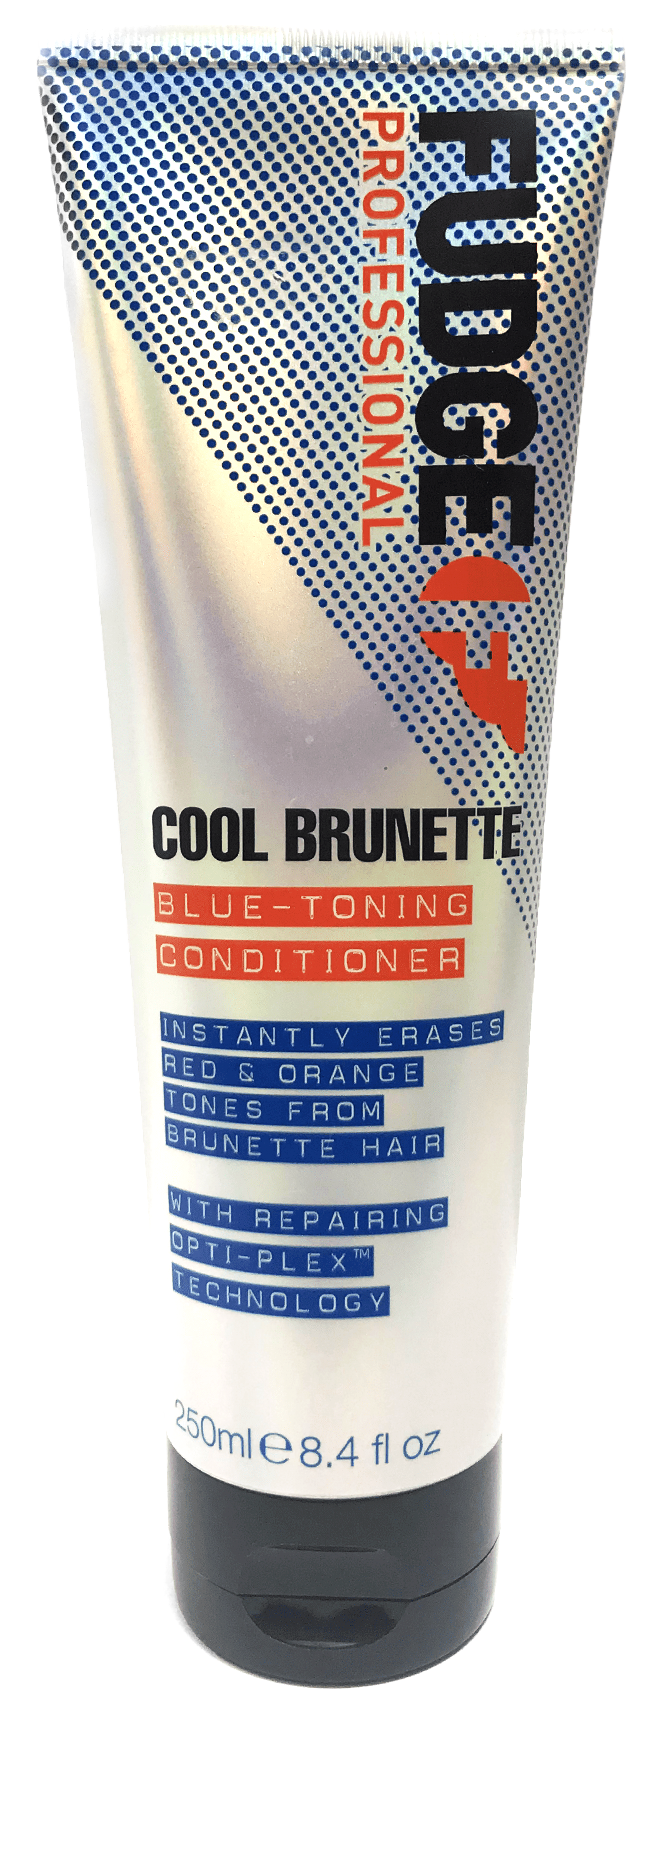 FUDGE
PROFESSIONAL
COOL BRUNETTE
BLUE-TONING
CONDITIONER
INSTANTLY ERASES
RED & ORANGE
TONES FROM
BRUNETTE HAIR
WITH REPAIRING
OPTI-PLEX™
TECHNOLOGY
250ml℮8.4 fl oz